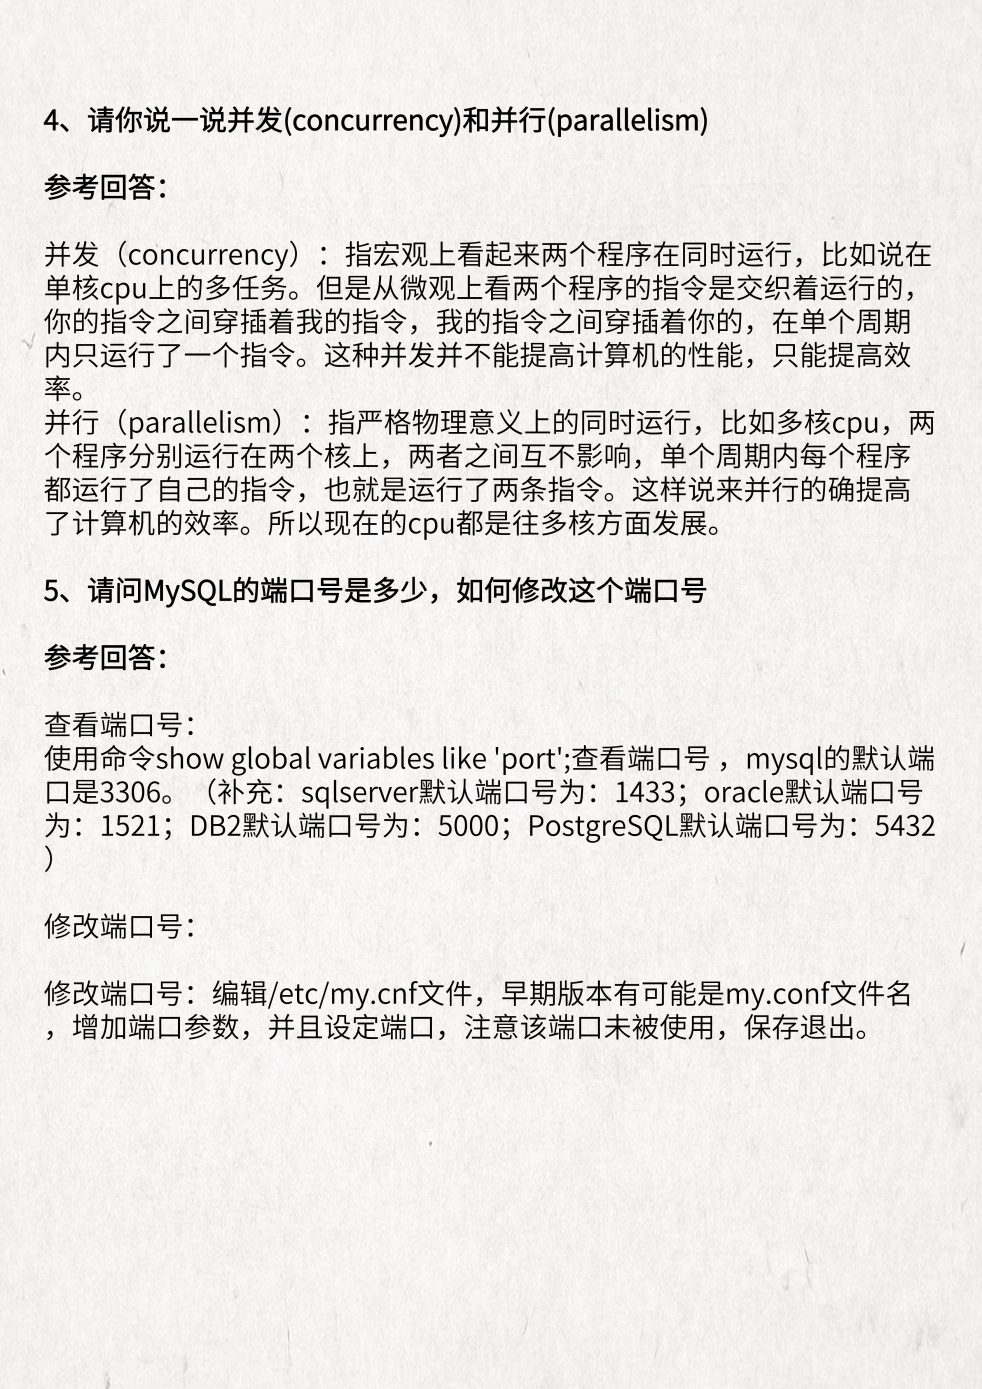 4、请你说一说并发(concurrency)和并行(parallelism)
参考回答：
并发（concurrency）：指宏观上看起来两个程序在同时运行，比如说在
单核cpu上的多任务。但是从微观上看两个程序的指令是交织着运行的，
你的指令之间穿插着我的指令，我的指令之间穿插着你的，在单个周期
内只运行了一个指令。这种并发并不能提高计算机的性能，只能提高效
率。
并行（parallelism）：指严格物理意义上的同时运行，比如多核cpu，两
个程序分别运行在两个核上，两者之间互不影响，单个周期内每个程序
都运行了自己的指令，也就是运行了两条指令。这样说来并行的确提高
了计算机的效率。所以现在的cpu都是往多核方面发展。
5、请问MySQL的端口号是多少，如何修改这个端口号
参考回答：
查看端口号：
使用命令show global variables like 'port';查看端口号 ，mysql的默认端
口是3306。（补充：sqlserver默认端口号为：1433；oracle默认端口号
为：1521；DB2默认端口号为：5000；PostgreSQL默认端口号为：5432
）
修改端口号：
修改端口号：编辑/etc/my.cnf文件，早期版本有可能是my.conf文件名
，增加端口参数，并且设定端口，注意该端口未被使用，保存退出。